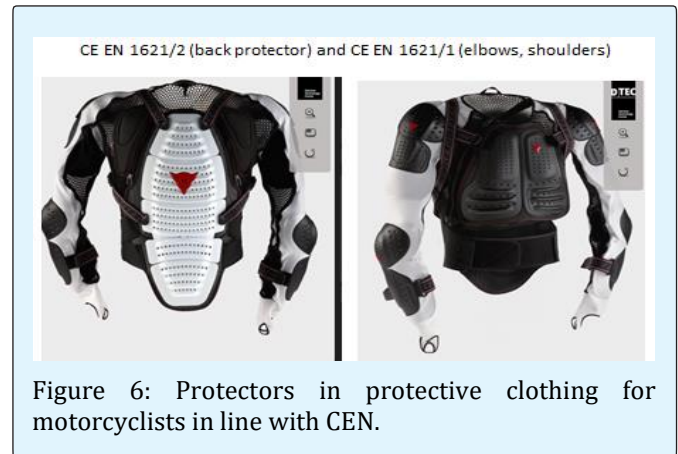 CE EN 1621/2 (back protector) and CE EN 1621/1 (elbows, shoulders)
D TEC
Figure 6: Protectors in protective clothing for
motorcyclists in line with CEN.